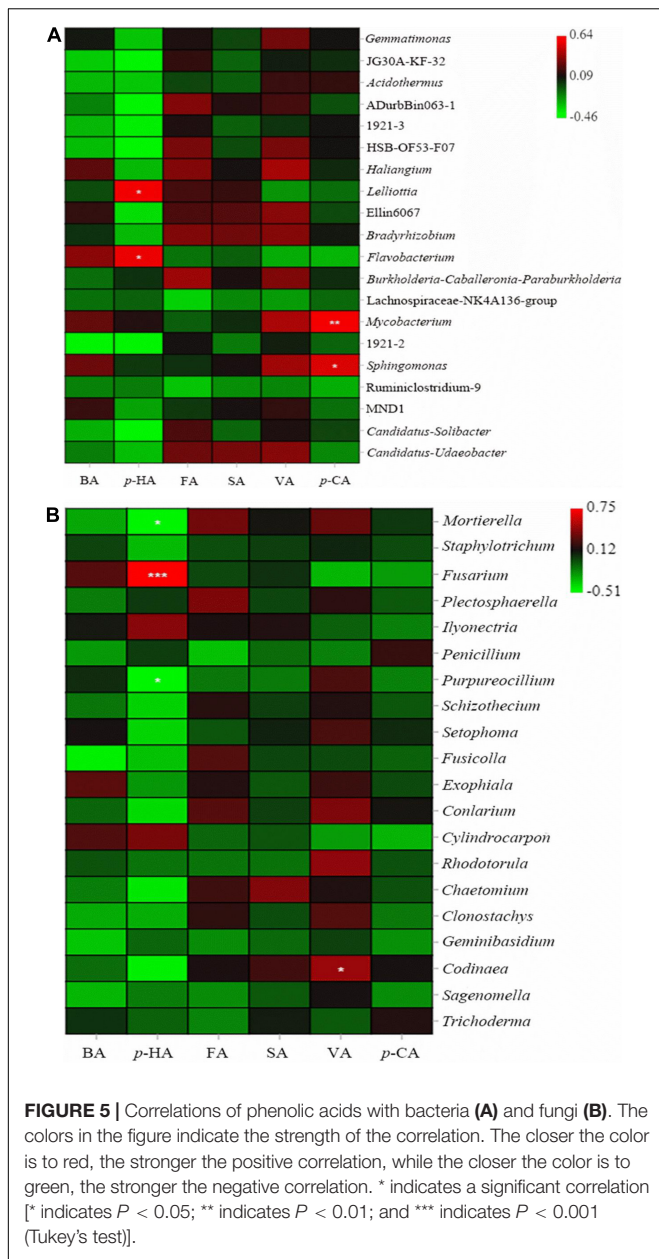 A
Gemmatimonas
JG30A-KF-32
Acidothermus
ADurbBin063-1
1921-3
HSB-OF53-F07
Haliangium
*
Lelliottia
Ellin6067
Bradyrhizobium
*
Flavobacterium
Burkholderia-Caballeronia-Paraburkholderia
Lachnospiraceae-NK4A136-group
**
Mycobacterium
1921-2
*
Sphingomonas
Ruminiclostridium-9
MND1
Candidatus-Solibacter
Candidatus-Udaeobacter
BA p-HA FA SA VA p-CA
0.64
0.09
-0.46
B
*
Mortierella
Staphylotrichum
***
Fusarium
Plectosphaerella
Ilyonectria
Penicillium
*
Purpureocillium
Schizothecium
Setophoma
Fusicolla
Exophiala
Conlarium
Cylindrocarpon
Rhodotorula
Chaetomium
Clonostachys
Geminibasidium
*
Codinaea
Sagenomella
Trichoderma
BA p-HA FA SA VA p-CA
0.75
0.12
-0.51
FIGURE 5 | Correlations of phenolic acids with bacteria (A) and fungi (B). The
colors in the figure indicate the strength of the correlation. The closer the color
is to red, the stronger the positive correlation, while the closer the color is to
green, the stronger the negative correlation. * indicates a significant correlation
[* indicates P < 0.05; ** indicates P < 0.01; and *** indicates P < 0.001
(Tukey's test)].